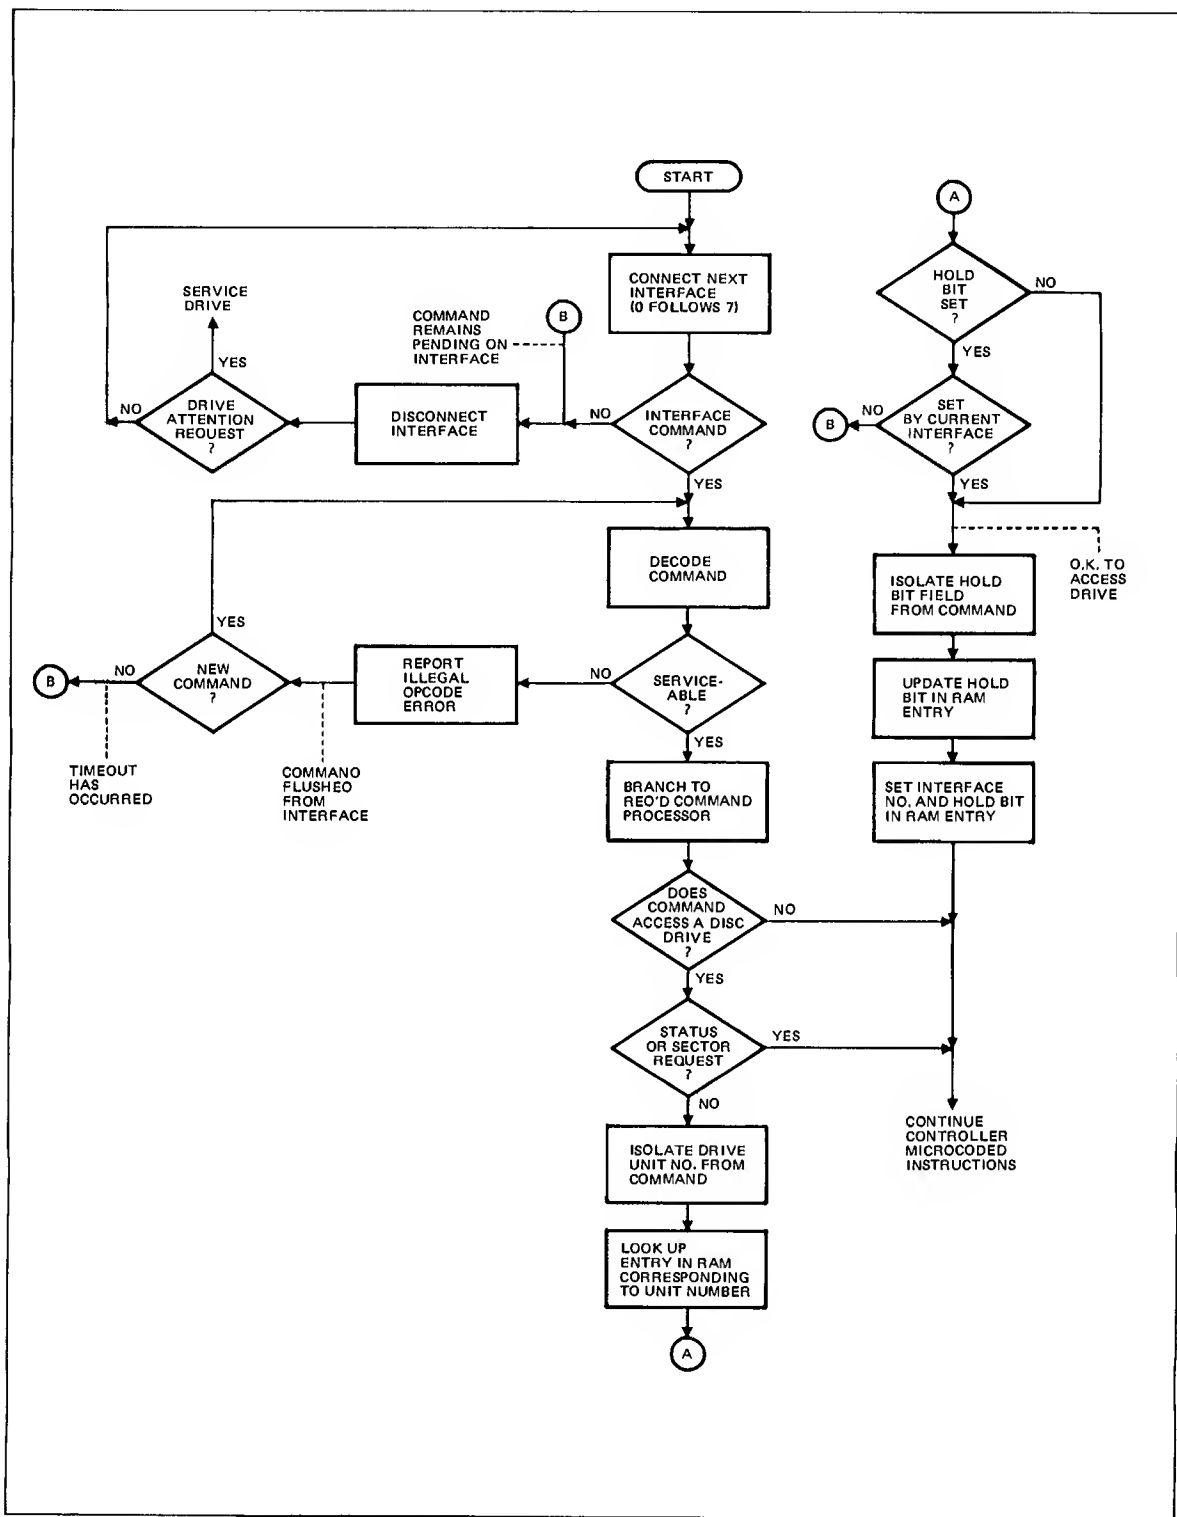 START
CONNECT NEXT
INTERFACE
(0 FOLLOWS 7)
SERVICE
DRIVE
COMMAND
REMAINS
PENDING ON
INTERFACE
B
YES
DRIVE
ATTENTION
REQUEST
?
NO
DISCONNECT
INTERFACE
NO
INTERFACE
COMMAND
?
YES
DECODE
COMMAND
YES
NEW
COMMAND
?
NO
B
REPORT
ILLEGAL
OPCODE
ERROR
NO
SERVICE-
ABLE
?
YES
TIMEOUT
HAS
OCCURRED
COMMANO
FLUSHEO
FROM
INTERFACE
BRANCH TO
REO'D COMMAND
PROCESSOR
DOES
COMMAND
ACCESS A DISC
DRIVE
?
NO
YES
STATUS
OR SECTOR
REQUEST
?
YES
NO
ISOLATE DRIVE
UNIT NO. FROM
COMMAND
LOOK UP
ENTRY IN RAM
CORRESPONDING
TO UNIT NUMBER
A
A
HOLD
BIT
SET
?
NO
YES
SET
BY CURRENT
INTERFACE
?
NO
B
YES
O.K. TO
ACCESS
DRIVE
ISOLATE HOLD
BIT FIELD
FROM COMMAND
UPDATE HOLD
BIT IN RAM
ENTRY
SET INTERFACE
NO. AND HOLD BIT
IN RAM ENTRY
CONTINUE
CONTROLLER
MICROCODED
INSTRUCTIONS